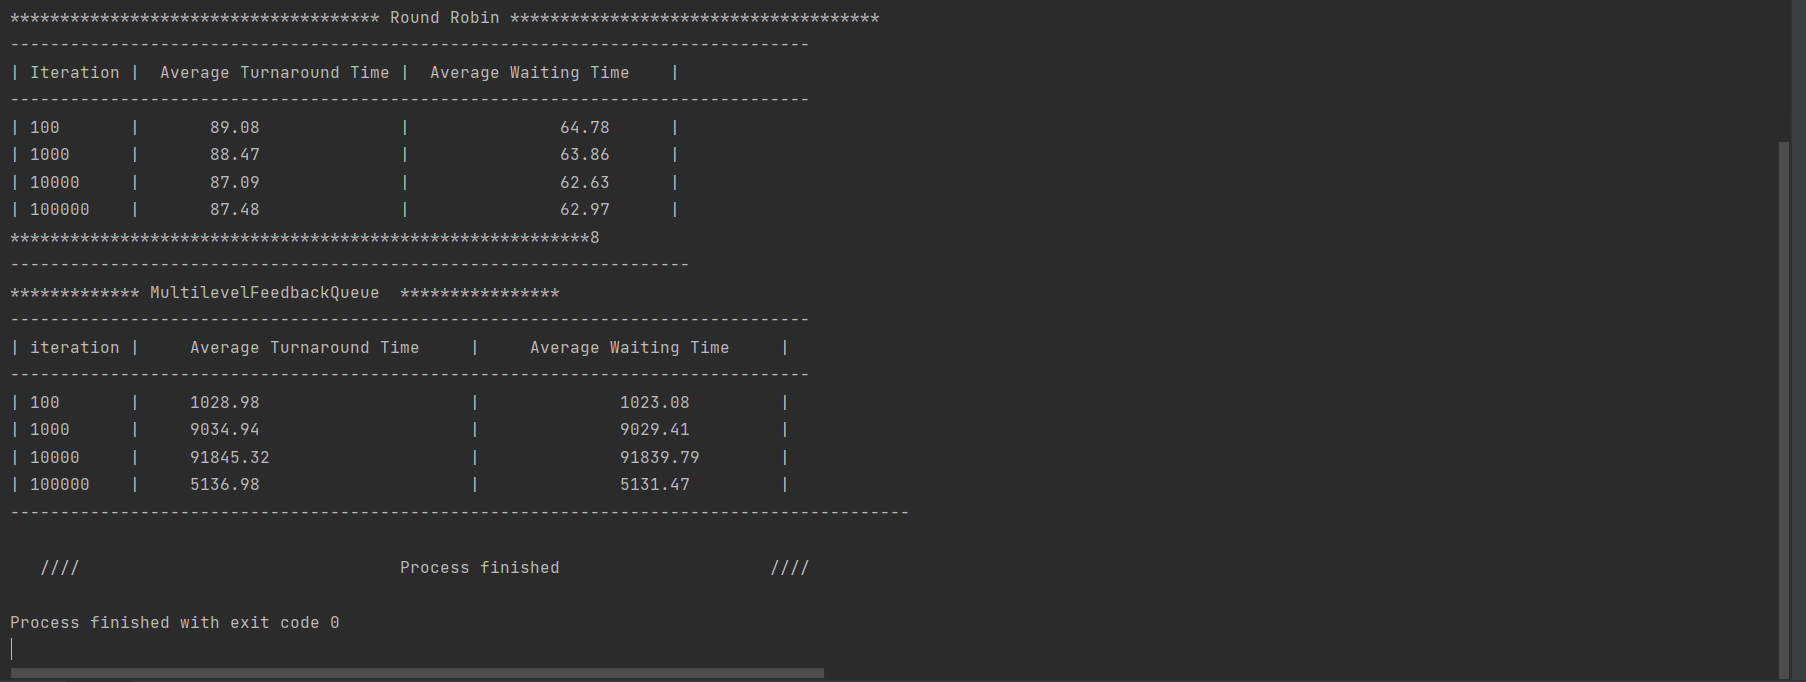 ************************************* Round Robin *************************************
--------------------------------------------------------------------------------
| Iteration |  Average Turnaround Time |  Average Waiting Time    |
--------------------------------------------------------------------------------
| 100       |       89.08              |               64.78      |
| 1000      |       88.47              |               63.86      |
| 10000     |       87.09              |               62.63      |
| 100000    |       87.48              |               62.97      |
**********************************************************8
--------------------------------------------------------------------
************* MultilevelFeedbackQueue  ****************
--------------------------------------------------------------------------------
| iteration |     Average Turnaround Time     |     Average Waiting Time     |
--------------------------------------------------------------------------------
| 100       |     1028.98                     |              1023.08         |
| 1000      |     9034.94                     |              9029.41         |
| 10000     |     91845.32                    |              91839.79        |
| 100000    |     5136.98                     |              5131.47         |
------------------------------------------------------------------------------------------
   ////                                Process finished                     ////
Process finished with exit code 0